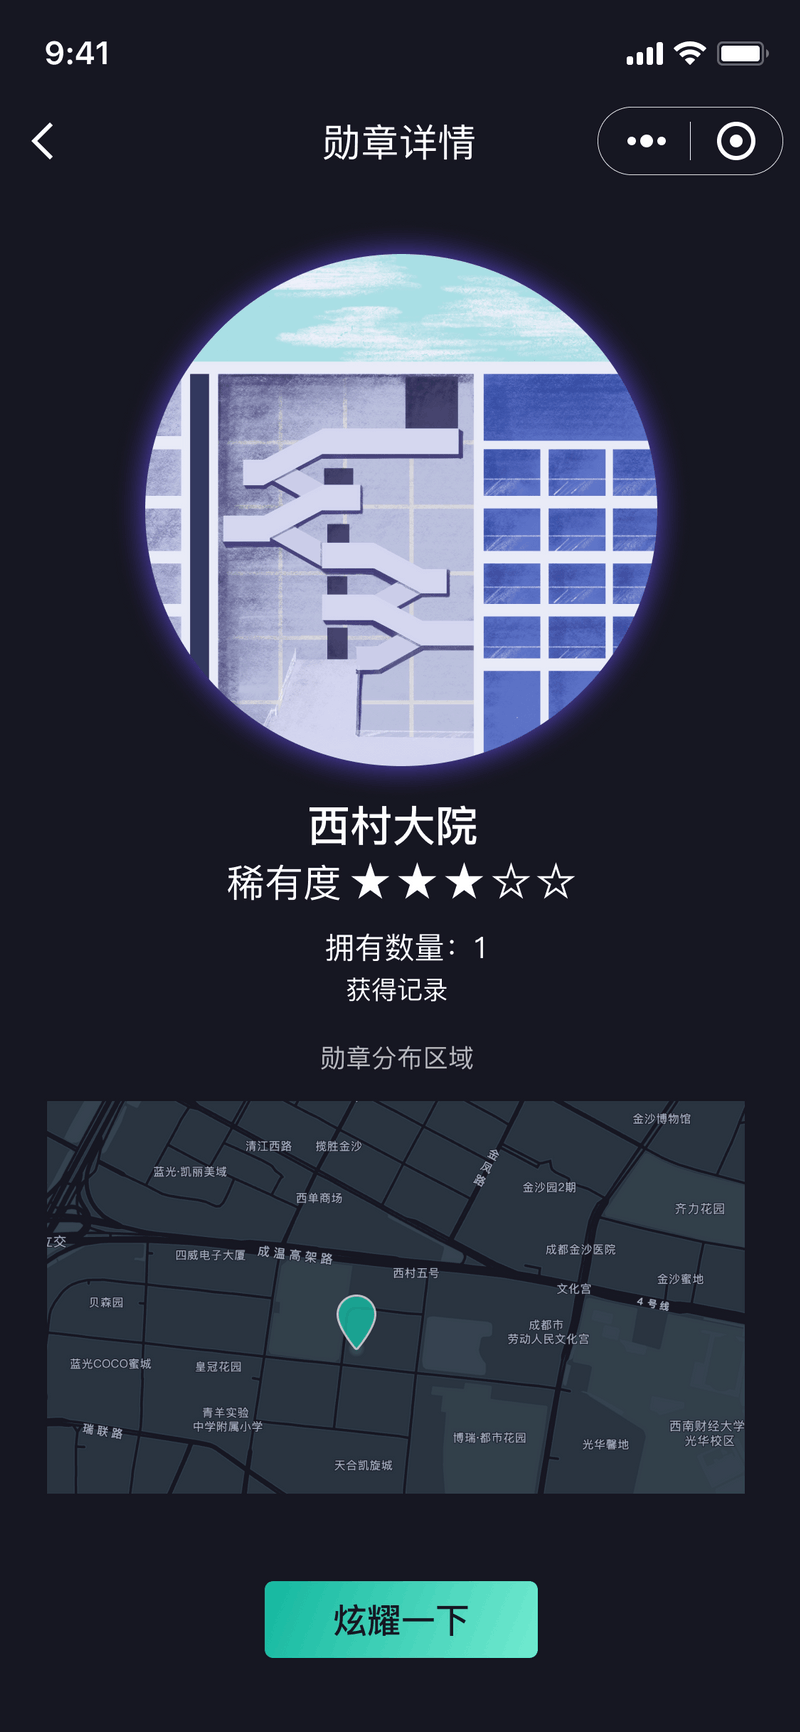 9:41
勋章详情
西村大院
稀有度 ★★★☆☆
拥有数量：1
获得记录
勋章分布区域
金沙博物馆
清江西路
揽胜金沙
金凤路
蓝光·凯丽美域
金沙园2期
西单商场
齐力花园
立交
四威电子大厦
成温高架路
成都金沙医院
西村五号
文化宫
金沙蜜地
贝森园
4号线
成都市
劳动人民文化宫
蓝光COCO蜜城
皇冠花园
青羊实验
中学附属小学
瑞联路
博瑞·都市花园
光华馨地
西南财经大学
光华校区
天合凯旋城
炫耀一下